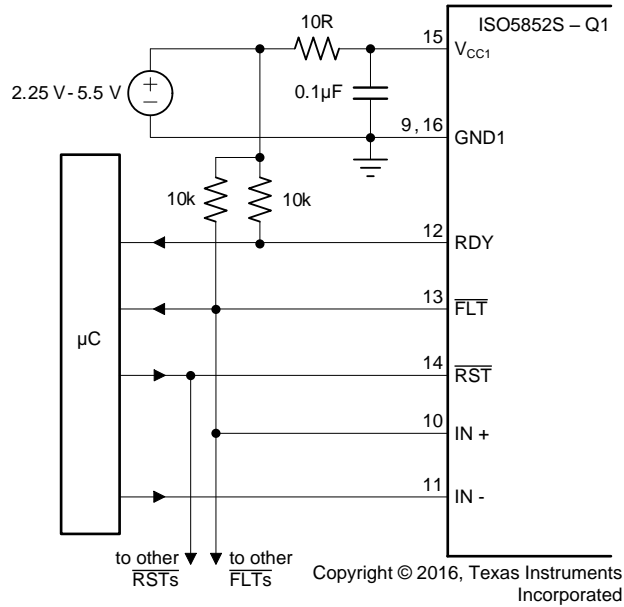 ISO5852S – Q1
10R
15
VCC1
2.25 V - 5.5 V
+
–
0.1µF
9, 16
GND1
10k
10k
12
RDY
13
FLT
µC
14
RST
10
IN +
11
IN -
to other
RSTs
to other
FLTs
Copyright © 2016, Texas Instruments
Incorporated